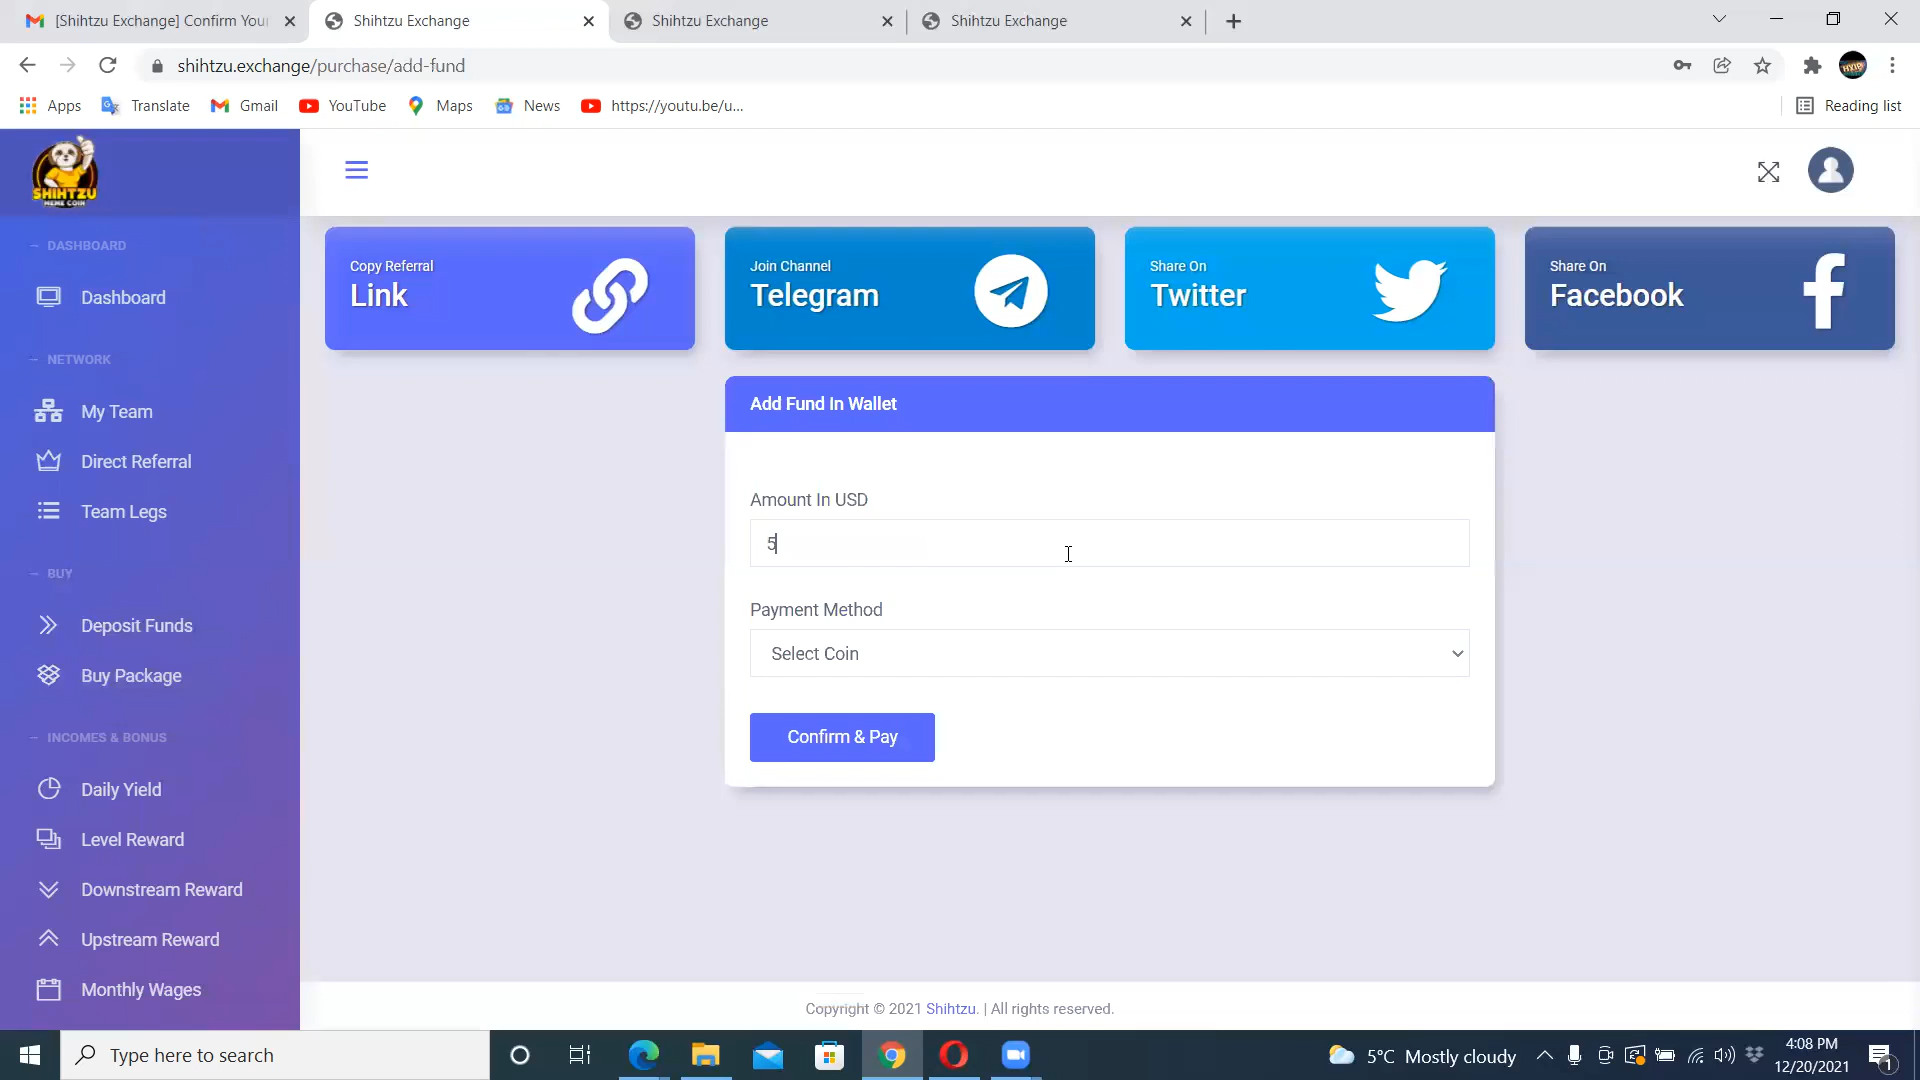 [Shihtzu Exchange] Confirm You
Shihtzu Exchange
Shihtzu Exchange
Shihtzu Exchange
shihtzu.exchange/purchase/add-fund
Apps
Translate
Gmail
YouTube
Maps
News
https://youtu.be/u...
Reading list
SHIHTZU
MEME COIN
DASHBOARD
Dashboard
NETWORK
My Team
Direct Referral
Team Legs
BUY
Deposit Funds
Buy Package
INCOMES & BONUS
Daily Yield
Level Reward
Downstream Reward
Upstream Reward
Monthly Wages
Copy Referral
Link
Join Channel
Telegram
Share On
Twitter
Share On
Facebook
Add Fund In Wallet
Amount In USD
5
Payment Method
Select Coin
Confirm & Pay
Copyright © 2021 Shihtzu. | All rights reserved.
Type here to search
5°C Mostly cloudy
4:08 PM
12/20/2021
1